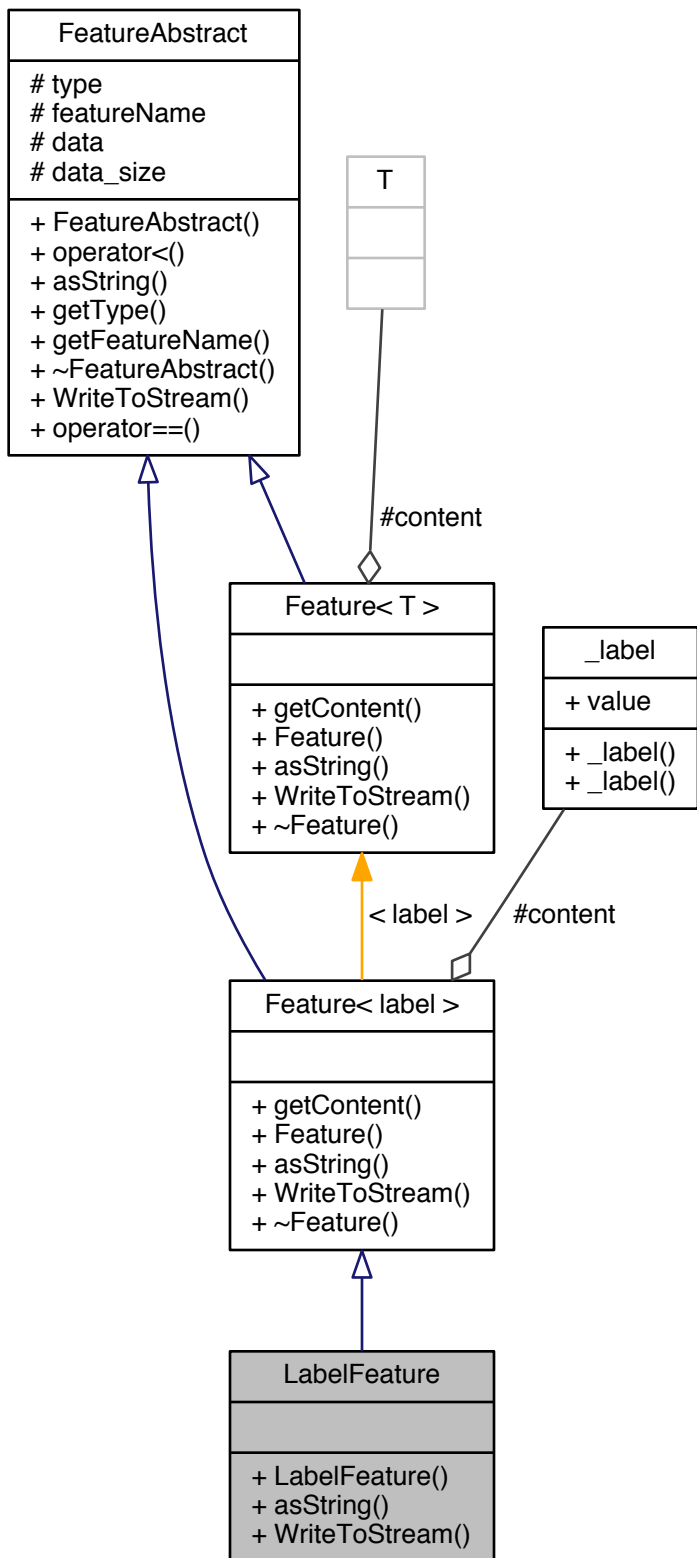 FeatureAbstract
# type
# featureName
# data
# data_size
+ FeatureAbstract()
+ operator<()
+ asString()
+ getType()
+ getFeatureName()
+ ~FeatureAbstract()
+ WriteToStream()
+ operator==()
T
#content
Feature< T >
+ getContent()
+ Feature()
+ asString()
+ WriteToStream()
+ ~Feature()
_label
+ value
+ _label()
+ _label()
< label >
#content
Feature< label >
+ getContent()
+ Feature()
+ asString()
+ WriteToStream()
+ ~Feature()
LabelFeature
+ LabelFeature()
+ asString()
+ WriteToStream()